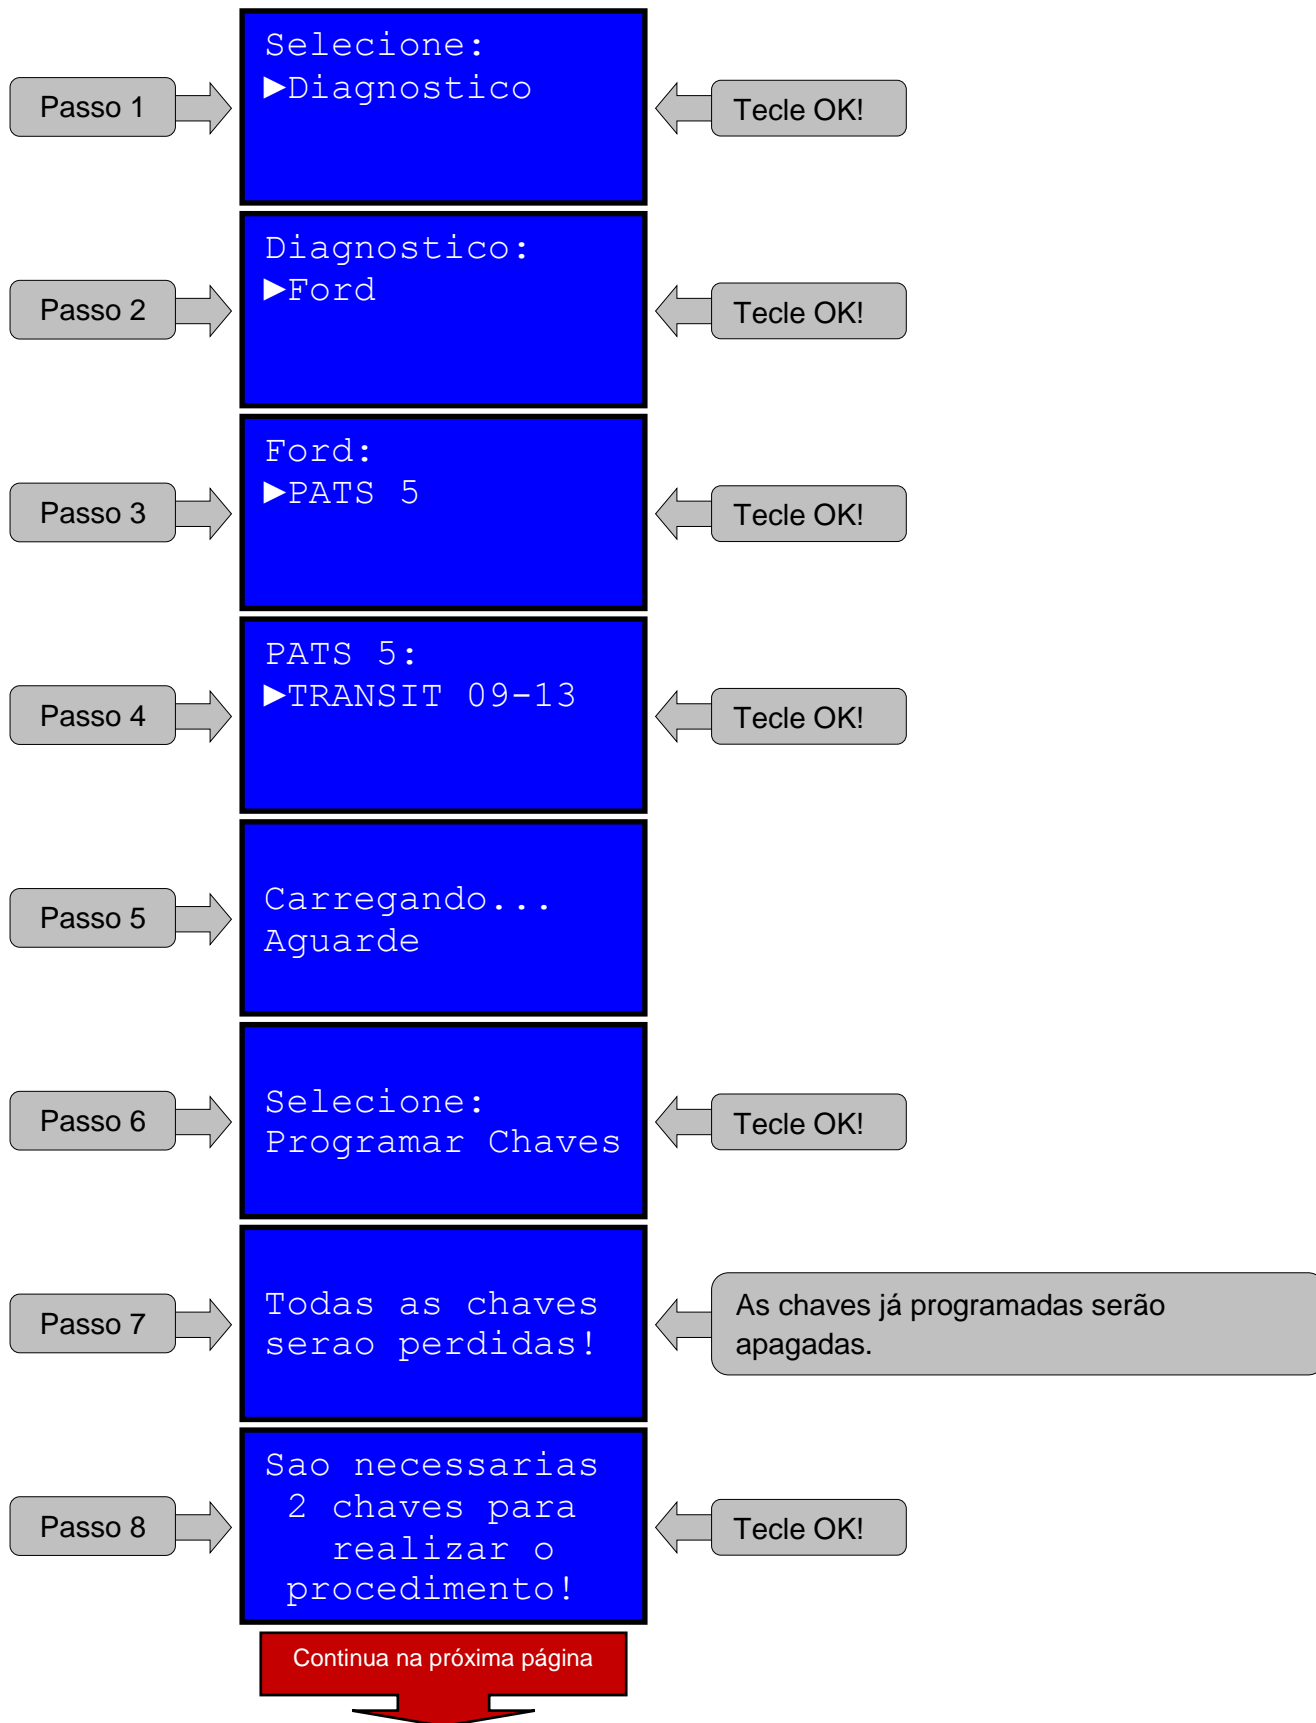 Selecione:
►Diagnostico
Passo 1
Tecle OK!
Diagnostico:
►Ford
Passo 2
Tecle OK!
Ford:
►PATS 5
Passo 3
Tecle OK!
PATS 5:
►TRANSIT 09-13
Passo 4
Tecle OK!
Carregando...
Aguarde
Passo 5
Selecione:
Programar Chaves
Passo 6
Tecle OK!
Todas as chaves
serao perdidas!
Passo 7
As chaves já programadas serão
apagadas.
Sao necessarias
2 chaves para
realizar o
procedimento!
Passo 8
Tecle OK!
Continua na próxima página